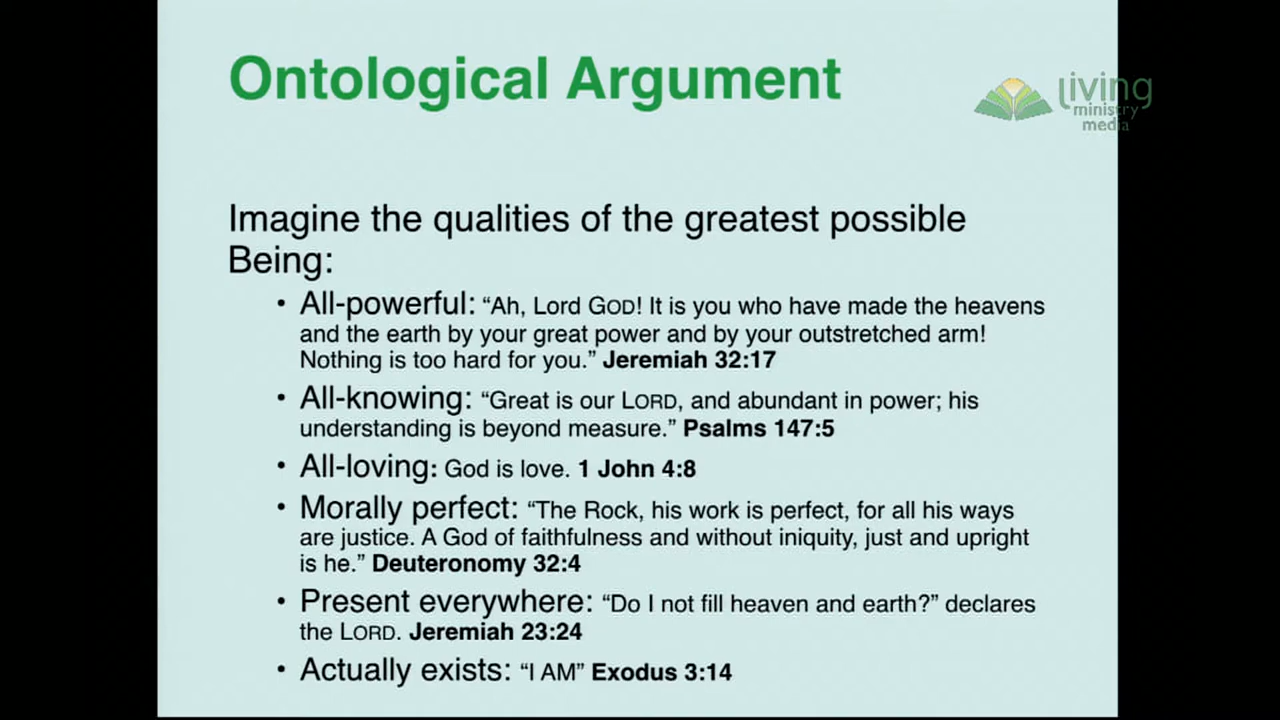 Ontological Argument
living
ministry
media
Imagine the qualities of the greatest possible
Being:
• All-powerful: “Ah, Lord GOD! It is you who have made the heavens
and the earth by your great power and by your outstretched arm!
Nothing is too hard for you.” Jeremiah 32:17
• All-knowing: “Great is our LORD, and abundant in power; his
understanding is beyond measure.” Psalms 147:5
• All-loving: God is love. 1 John 4:8
• Morally perfect: “The Rock, his work is perfect, for all his ways
are justice. A God of faithfulness and without iniquity, just and upright
is he.” Deuteronomy 32:4
• Present everywhere: “Do I not fill heaven and earth?” declares
the LORD. Jeremiah 23:24
• Actually exists: “I AM” Exodus 3:14